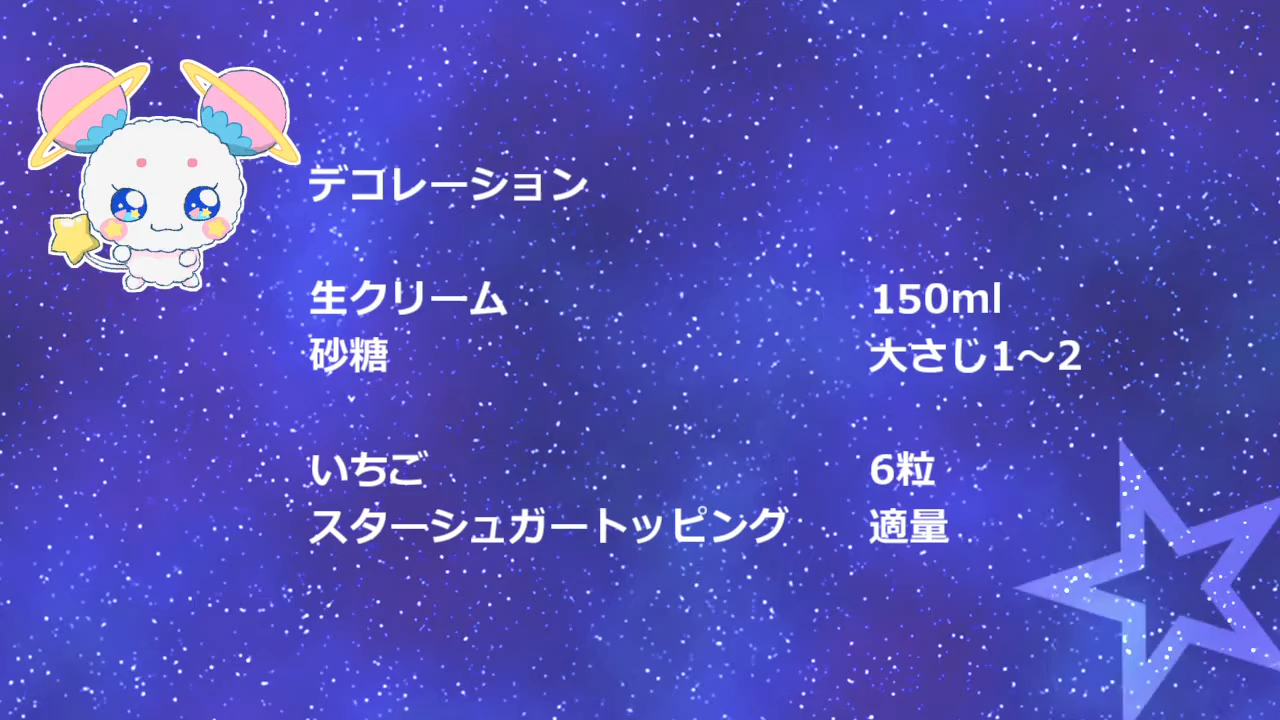 デコレーション
生クリーム 150ml
砂糖 大さじ1～2
いちご 6粒
スターシュガートッピング 適量